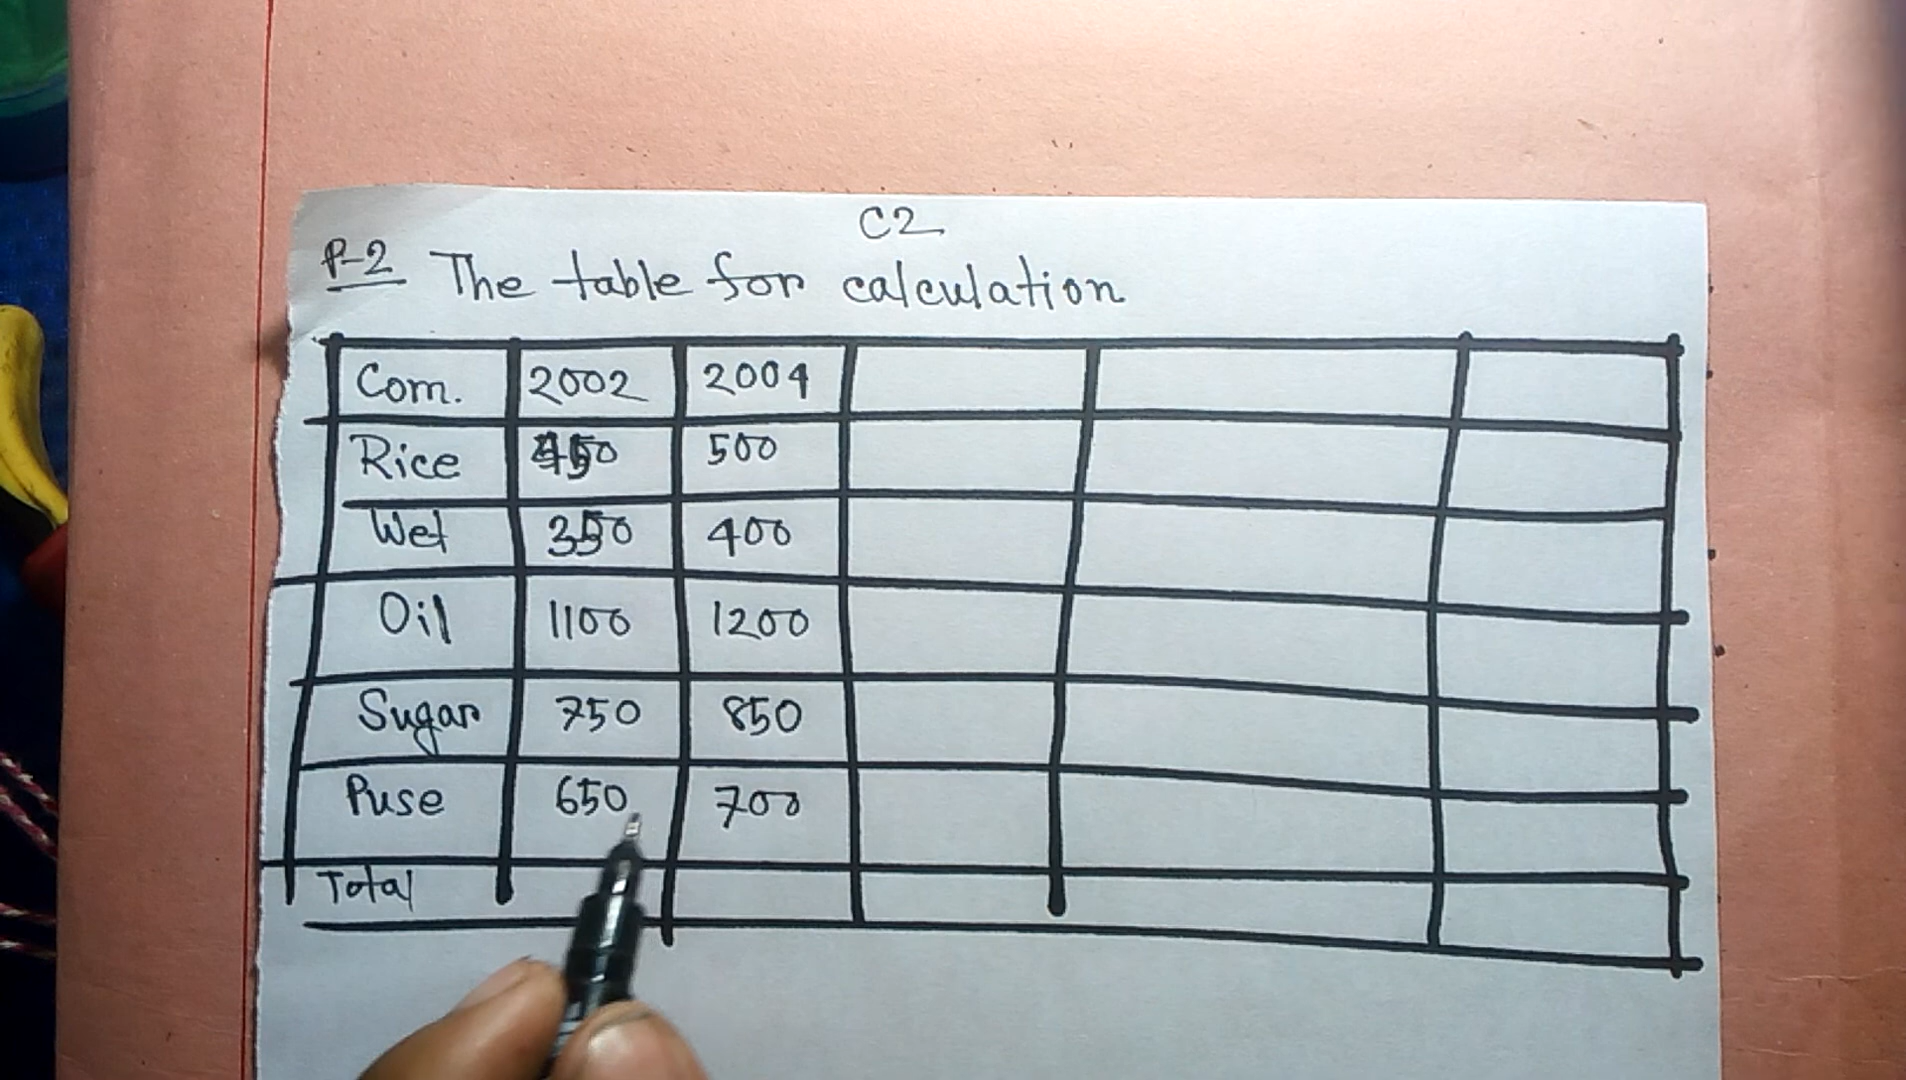 C2
P-2 The table for calculation
Com. 2002 2004
Rice 450 500
Wet 350 400
Oil 1100 1200
Sugar 750 850
Puse 650 700
Total